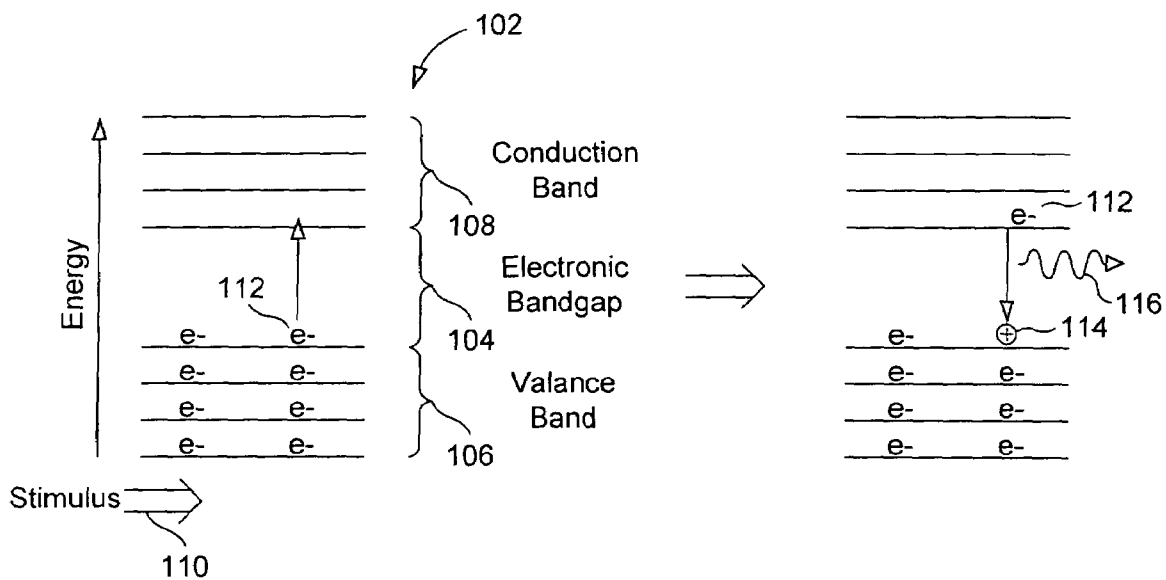 102
Conduction
Band
108
112
e-
Energy
Electronic
Bandgap
112
e- e-
104
116
e- ⊕ 114
e- e-
e- e-
e- e-
Valance
Band
106
e- e-
e- e-
e- e-
Stimulus
110